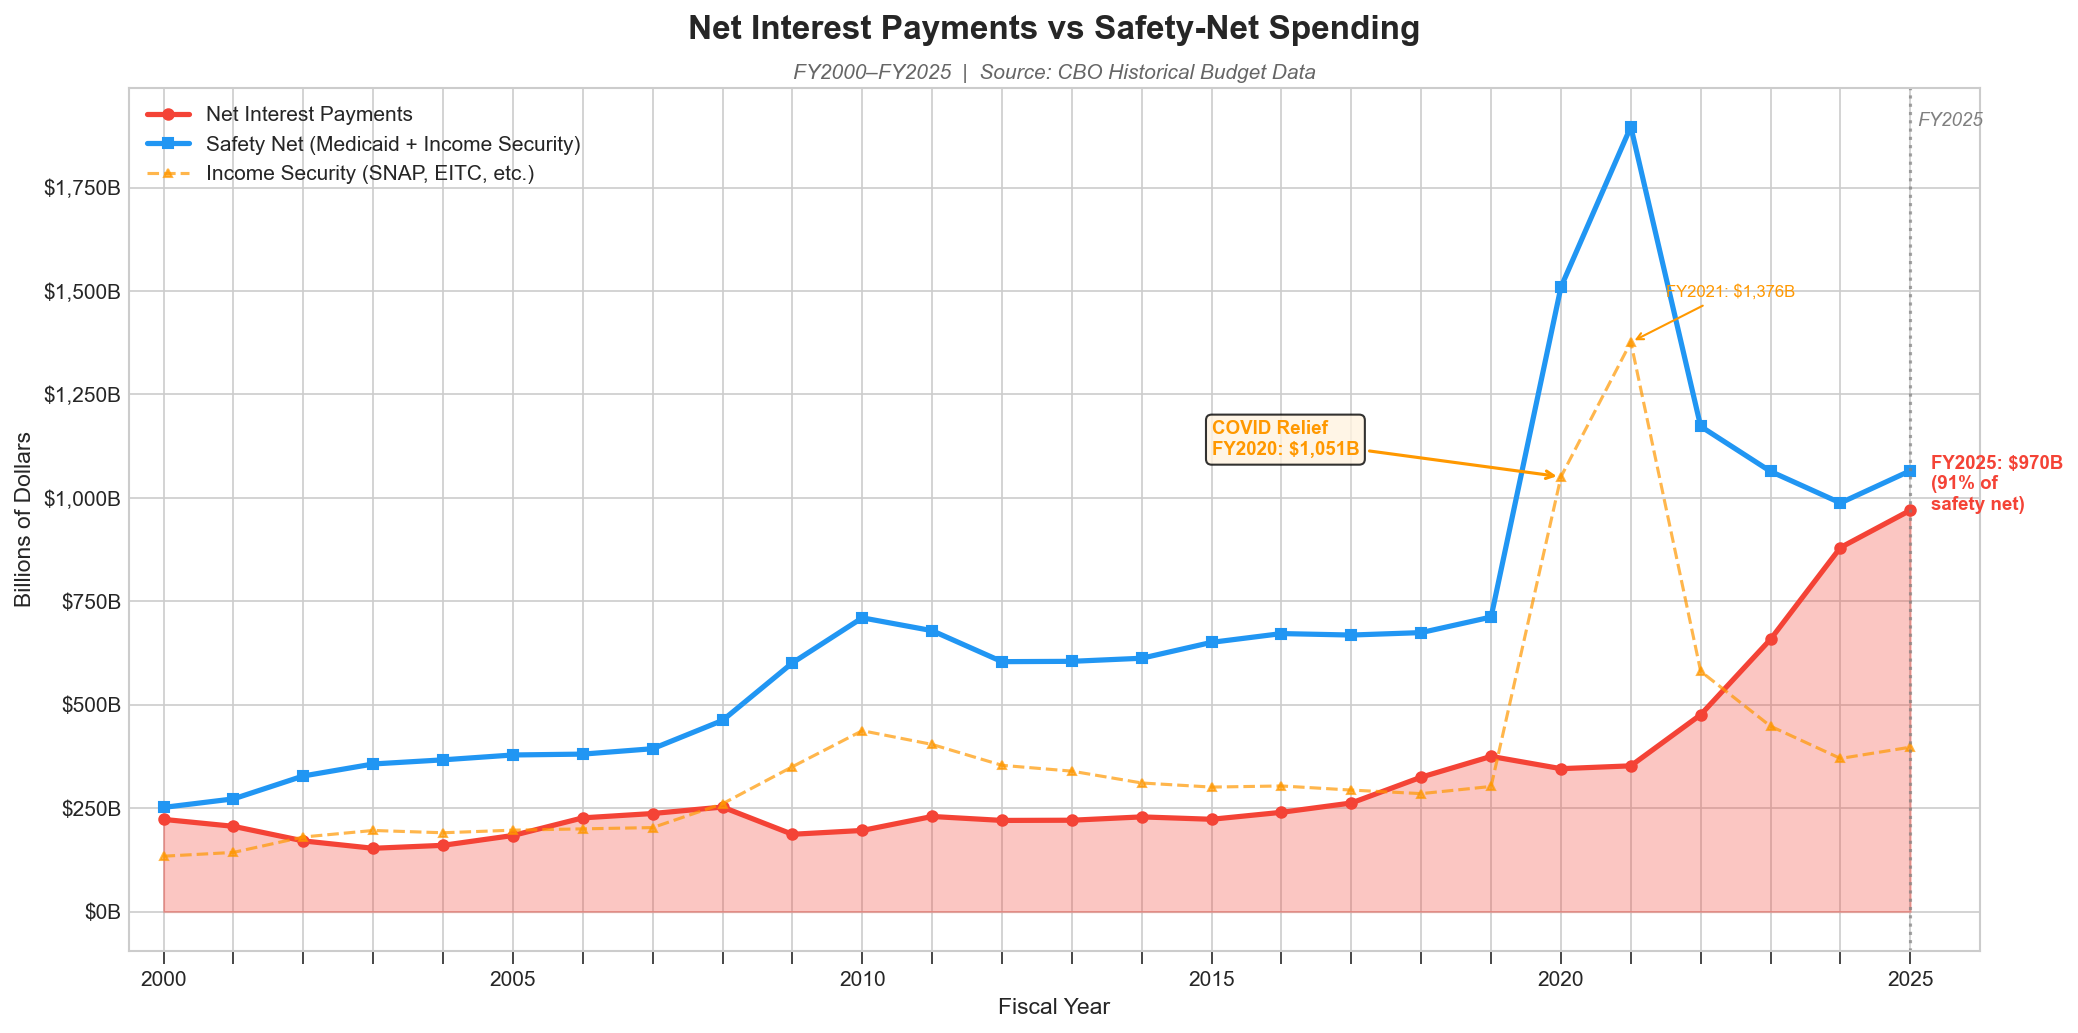 Net Interest Payments vs Safety-Net Spending
FY2000–FY2025 | Source: CBO Historical Budget Data
Net Interest Payments
Safety Net (Medicaid + Income Security)
Income Security (SNAP, EITC, etc.)
FY2025
$1,750B
$1,500B
$1,250B
$1,000B
$750B
$500B
$250B
$0B
Billions of Dollars
FY2021: $1,376B
COVID Relief
FY2020: $1,051B
FY2025: $970B
(91% of
safety net)
2000
2005
2010
2015
2020
2025
Fiscal Year